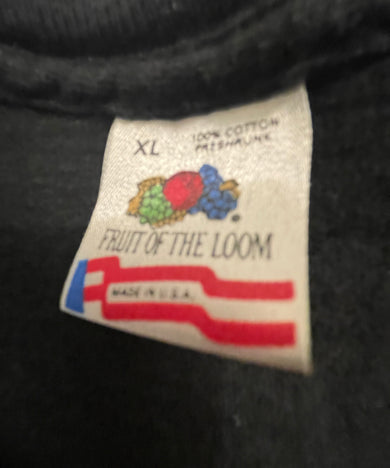 XL
100% COTTON
PRESHRUNK
FRUIT OF THE LOOM
MADE IN U.S.A.